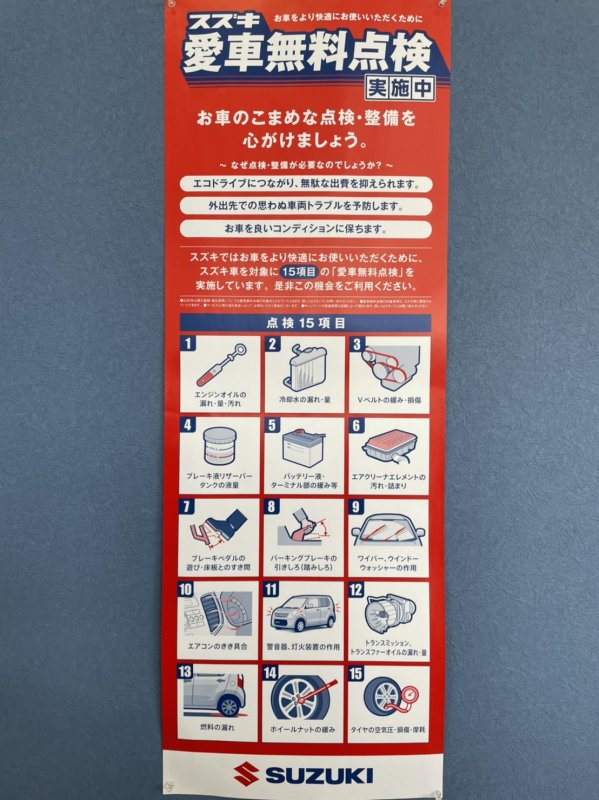 スズキ
お車をより快適にお使いいただくために
愛車無料点検
実施中
お車のこまめな点検・整備を
心がけましょう。
～ なぜ点検・整備が必要なのでしょうか? ～
エコドライブにつながり、無駄な出費を抑えられます。
外出先での思わぬ車両トラブルを予防します。
お車を良いコンディションに保ちます。
スズキではお車をより快適にお使いいただくために、
スズキ車を対象に 15項目 の「愛車無料点検」を
実施しています。是非この機会をご利用ください。
点検15項目
1
エンジンオイルの
漏れ・量・汚れ
2
冷却水の漏れ・量
3
Vベルトの緩み・損傷
4
ブレーキ液リザーバー
タンクの液量
5
バッテリー液・
ターミナル部の緩み等
6
エアクリーナエレメントの
汚れ・詰まり
7
ブレーキペダルの
遊び・床板とのすき間
8
パーキングブレーキの
引きしろ(踏みしろ)
9
ワイパー、ウインドー
ウォッシャーの作用
10
エアコンのきき具合
11
警音器、灯火装置の作用
12
トランスミッション、
トランスファーオイルの漏れ・量
13
燃料の漏れ
14
ホイールナットの緩み
15
タイヤの空気圧・損傷・摩耗
SUZUKI